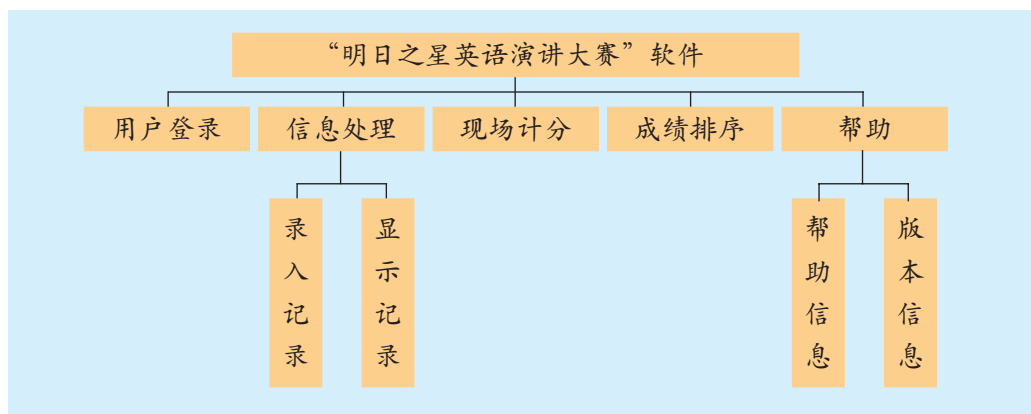 “明日之星英语演讲大赛”软件
用户登录
信息处理
现场计分
成绩排序
帮助
录入记录
显示记录
帮助信息
版本信息